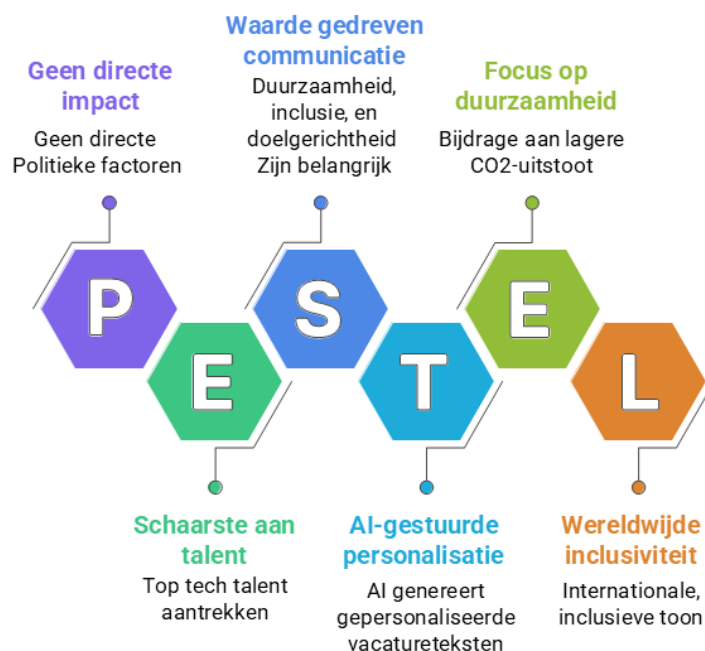 Geen directe
impact
Geen directe
Politieke factoren
Waarde gedreven
communicatie
Duurzaamheid,
inclusie, en
doelgerichtheid
Zijn belangrijk
Focus op
duurzaamheid
Bijdrage aan lagere
CO2-uitstoot
P
E
S
T
E
L
Schaarste aan
talent
Top tech talent
aantrekken
AI-gestuurde
personalisatie
AI genereert
gepersonaliseerde
vacatureteksten
Wereldwijde
inclusiviteit
Internationale,
inclusieve toon